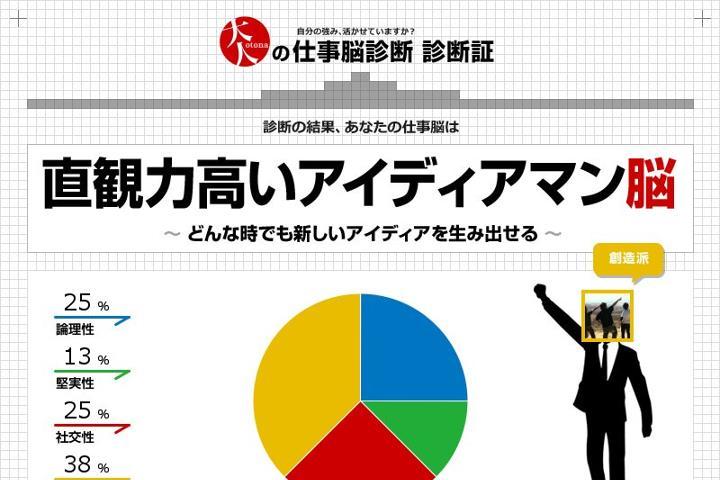 自分の強み、活かせていますか?
大人
otona
の仕事脳診断 診断証
診断の結果、あなたの仕事脳は
直観力高いアイディアマン脳
～ どんな時でも新しいアイディアを生み出せる ～
創造派
25 %
論理性
13 %
堅実性
25 %
社交性
38 %